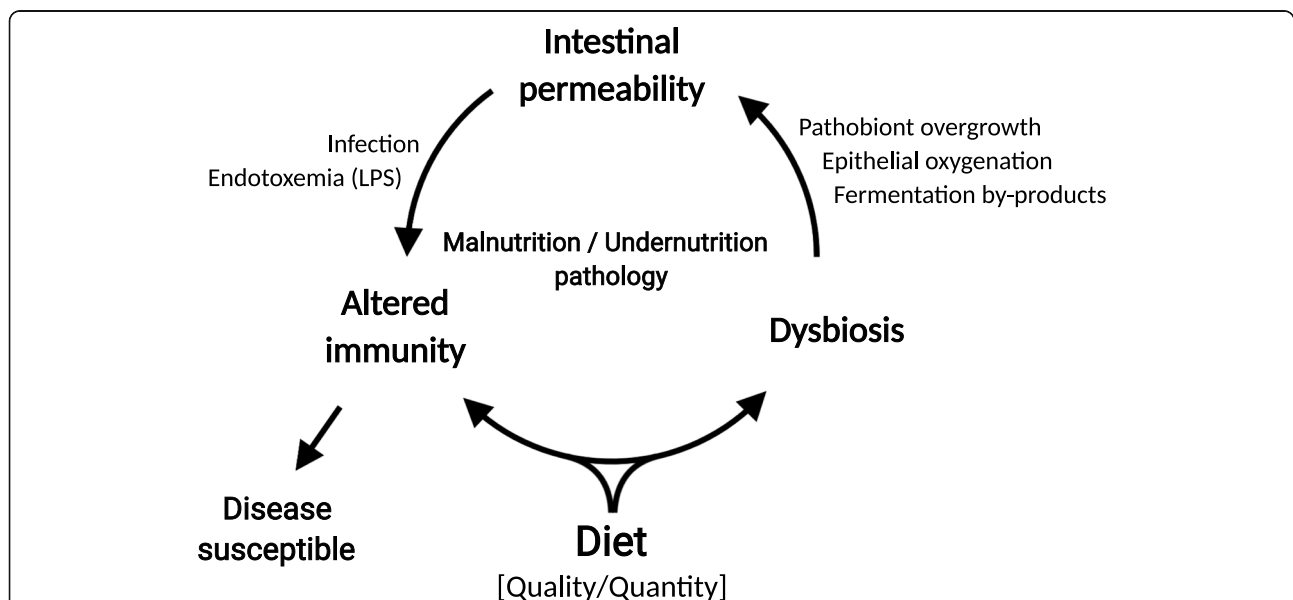 Intestinal
permeability
Infection
Endotoxemia (LPS)
Pathobiont overgrowth
Epithelial oxygenation
Fermentation by-products
Malnutrition / Undernutrition
pathology
Altered
immunity
Dysbiosis
Disease
susceptible
Diet
[Quality/Quantity]